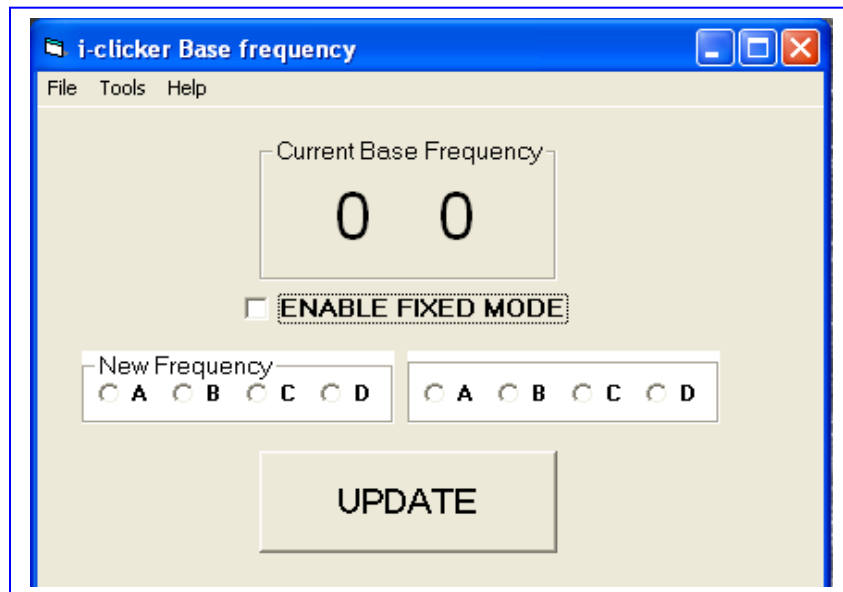 i-clicker Base frequency
File Tools Help
Current Base Frequency
0 0
ENABLE FIXED MODE
New Frequency
A B C D A B C D
UPDATE